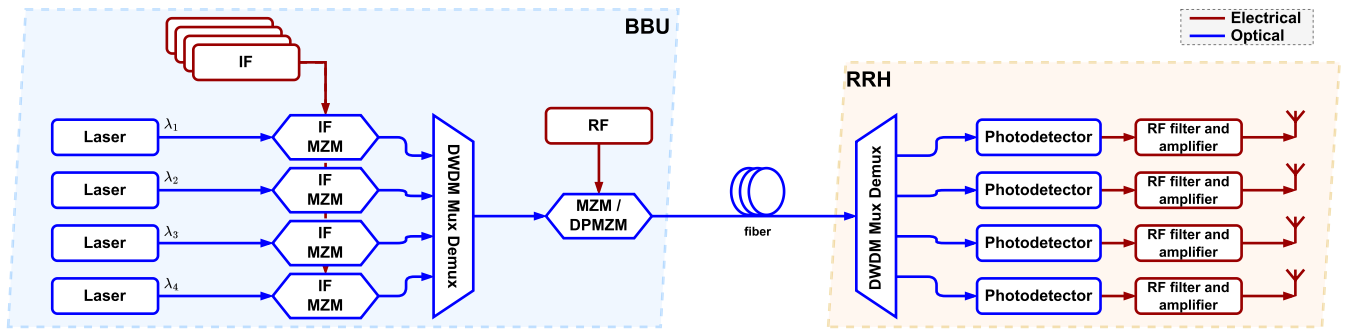 BBU
Electrical
Optical
IF
RRH
Laser
λ1
IF
MZM
RF
Photodetector
RF filter and
amplifier
Laser
λ2
IF
MZM
DWDM Mux Demux
MZM /
DPMZM
fiber
DWDM Mux Demux
Photodetector
RF filter and
amplifier
Laser
λ3
IF
MZM
Photodetector
RF filter and
amplifier
Laser
λ4
IF
MZM
Photodetector
RF filter and
amplifier